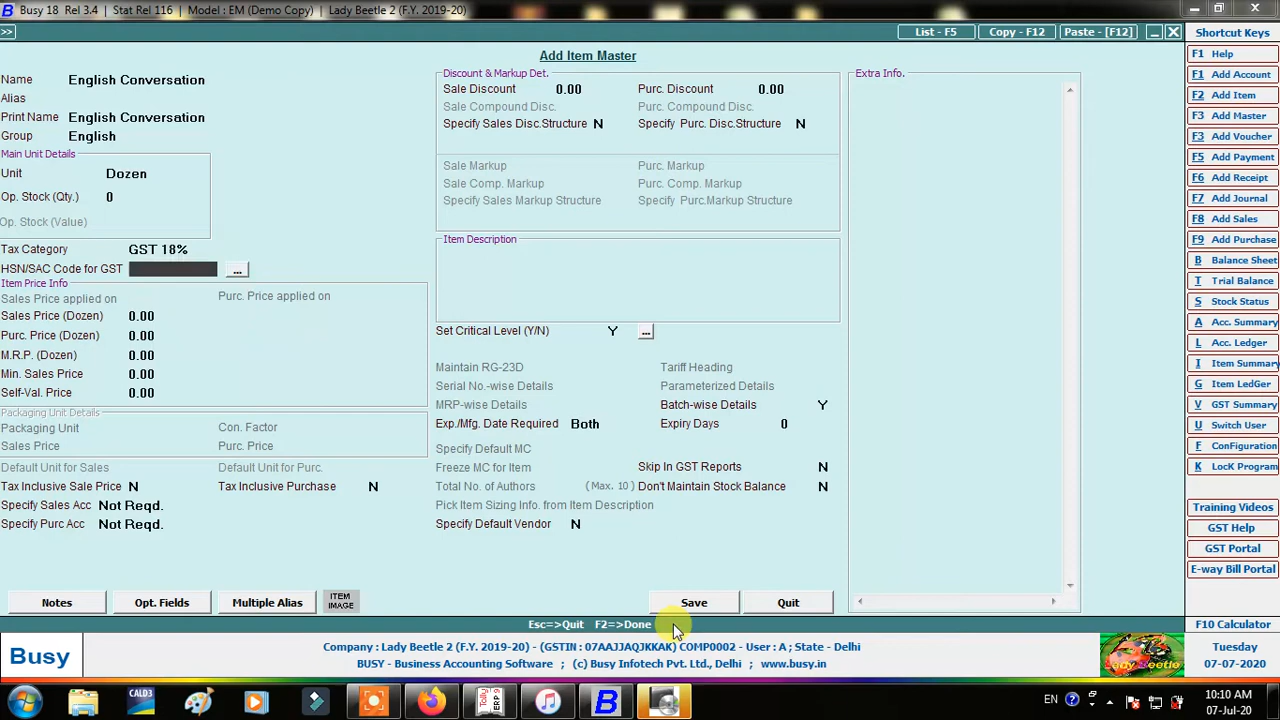 Busy 18 Rel 3.4 | Stat Rel 116 | Model : EM (Demo Copy) | Lady Beetle 2 (F.Y. 2019-20)
>> List - F5 Copy - F12 Paste - [F12]
Add Item Master
Name English Conversation
Alias
Print Name English Conversation
Group English
Main Unit Details
Unit Dozen
Op. Stock (Qty.) 0
Op. Stock (Value)
Tax Category GST 18%
HSN/SAC Code for GST ...
Item Price Info
Sales Price applied on Purc. Price applied on
Sales Price (Dozen) 0.00
Purc. Price (Dozen) 0.00
M.R.P. (Dozen) 0.00
Min. Sales Price 0.00
Self-Val. Price 0.00
Packaging Unit Details
Packaging Unit Con. Factor
Sales Price Purc. Price
Default Unit for Sales Default Unit for Purc.
Tax Inclusive Sale Price N Tax Inclusive Purchase N
Specify Sales Acc Not Reqd.
Specify Purc Acc Not Reqd.
Discount & Markup Det.
Sale Discount 0.00 Purc. Discount 0.00
Sale Compound Disc. Purc. Compound Disc.
Specify Sales Disc.Structure N Specify Purc. Disc.Structure N
Sale Markup Purc. Markup
Sale Comp. Markup Purc. Comp. Markup
Specify Sales Markup Structure Specify Purc.Markup Structure
Item Description
Set Critical Level (Y/N) Y ...
Maintain RG-23D Tariff Heading
Serial No.-wise Details Parameterized Details
MRP-wise Details Batch-wise Details Y
Exp./Mfg. Date Required Both Expiry Days 0
Specify Default MC
Freeze MC for Item Skip In GST Reports N
Total No. of Authors (Max. 10) Don't Maintain Stock Balance N
Pick Item Sizing Info. from Item Description
Specify Default Vendor N
Extra Info.
Notes Opt. Fields Multiple Alias ITEM IMAGE Save Quit
Esc=>Quit F2=>Done
Shortcut Keys
F1 Help
F1 Add Account
F2 Add Item
F3 Add Master
F3 Add Voucher
F5 Add Payment
F6 Add Receipt
F7 Add Journal
F8 Add Sales
F9 Add Purchase
B Balance Sheet
T Trial Balance
S Stock Status
A Acc. Summary
L Acc. Ledger
I Item Summary
G Item LedGer
V GST Summary
U Switch User
F ConFiguration
K LocK Program
Training Videos
GST Help
GST Portal
E-way Bill Portal
F10 Calculator
Busy
Company : Lady Beetle 2 (F.Y. 2019-20) - (GSTIN : 07AAJJAQJKKAK) COMP0002 - User : A ; State - Delhi
BUSY - Business Accounting Software ; (c) Busy Infotech Pvt. Ltd., Delhi ; www.busy.in
Lady Beetle
Tuesday
07-07-2020
CALD3
Tally
ERP 9
EN
10:10 AM
07-Jul-20